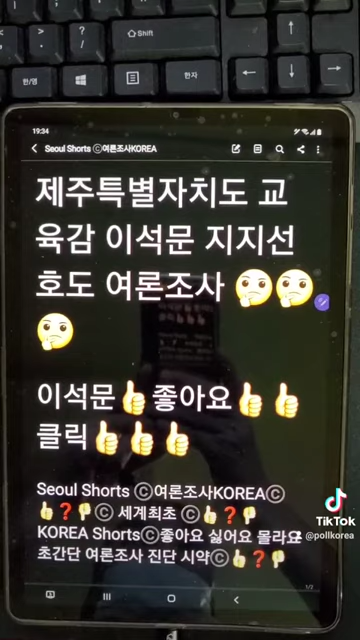 < ? Shift
> /
. ?
한/영 한자
19:34
Seoul Shorts ⓒ여론조사KOREA
제주특별자치도 교
육감 이석문 지지선
호도 여론조사 🤔🤔
🤔
이석문👍좋아요👍👍
클릭👍👍👍
Seoul Shorts ⓒ여론조사KOREAⓒ
👍❓👎ⓒ 세계최초 ⓒ👍❓👎
KOREA Shortsⓒ좋아요 싫어요 몰라요
초간단 여론조사 진단 시약ⓒ👍❓👎
1/2
TikTok
@pollkorea